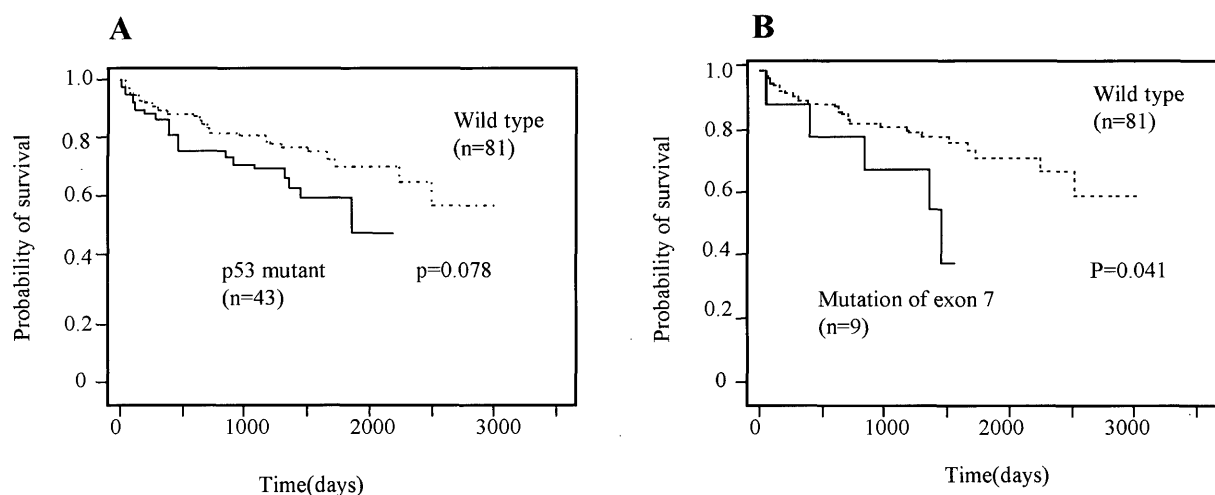 A
Probability of survival
1.0
0.8
0.6
0.4
0.2
0
Wild type
(n=81)
p53 mutant
(n=43)
p=0.078
0 1000 2000 3000
Time(days)
B
Probability of survival
1.0
0.8
0.6
0.4
0.2
0
Wild type
(n=81)
P=0.041
Mutation of exon 7
(n=9)
0 1000 2000 3000
Time(days)